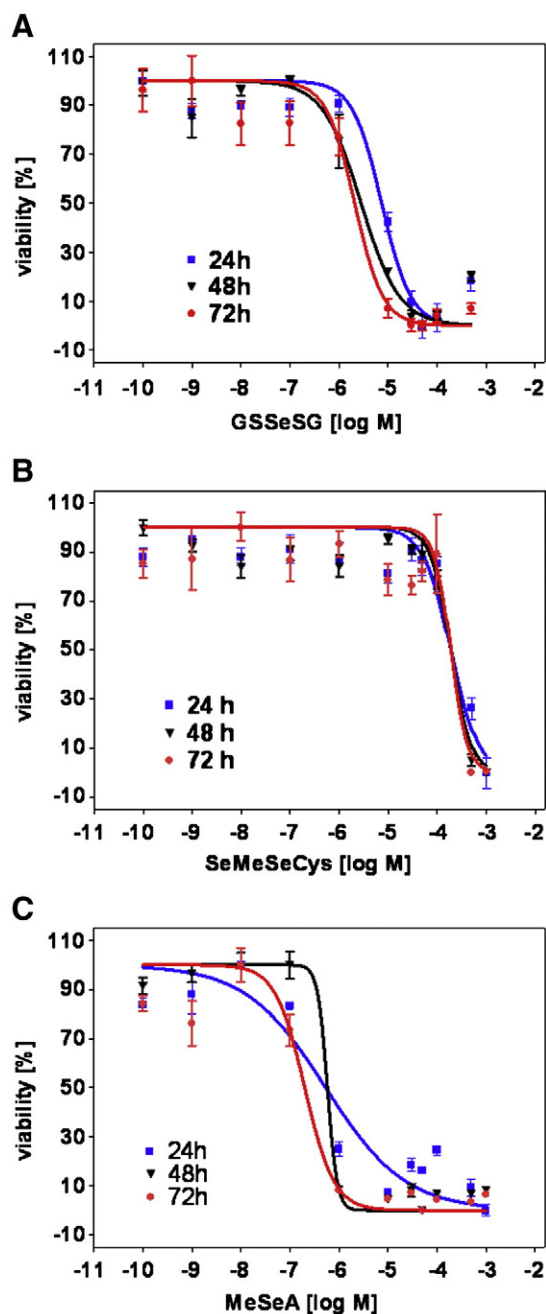 A
viability [%]
110
90
70
50
30
10
-10
24h
48h
72h
-11 -10 -9 -8 -7 -6 -5 -4 -3 -2
GSSeSG [log M]
B
viability [%]
110
90
70
50
30
10
-10
24 h
48 h
72 h
-11 -10 -9 -8 -7 -6 -5 -4 -3 -2
SeMeSeCys [log M]
C
viability [%]
110
90
70
50
30
10
-10
24h
48h
72h
-11 -10 -9 -8 -7 -6 -5 -4 -3 -2
MeSeA [log M]